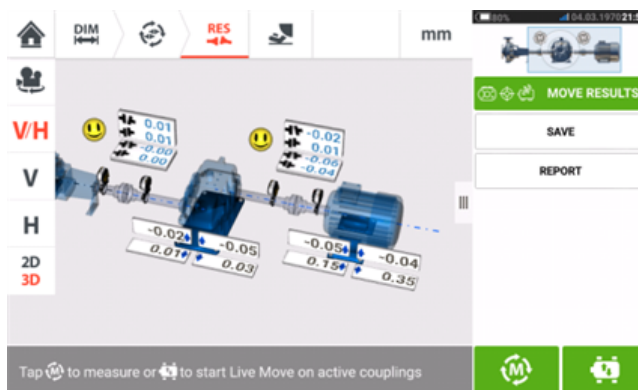 DIM
RES
mm
80%
04.03.1970
21:5
MOVE RESULTS
SAVE
REPORT
V/H
V
H
2D
3D
0.01
0.01
-0.00
0.00
-0.02
0.01
-0.06
-0.04
-0.02
-0.05
0.01
0.03
-0.05
-0.04
0.15
0.35
Tap M to measure or to start Live Move on active couplings
M